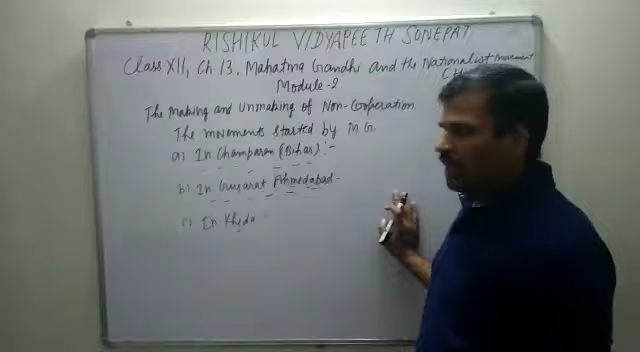 RISHIKUL VIDYAPEETH SONEPAT
Class XII, Ch 13, Mahatma Gandhi and the Nationalist Movement
Module-2
The Making and Unmaking of Non-Cooperation
The movements started by M.G.
a) In Champaran (Bihar) :-
b) In Gujarat Ahmedabad -
c) In Kheda -